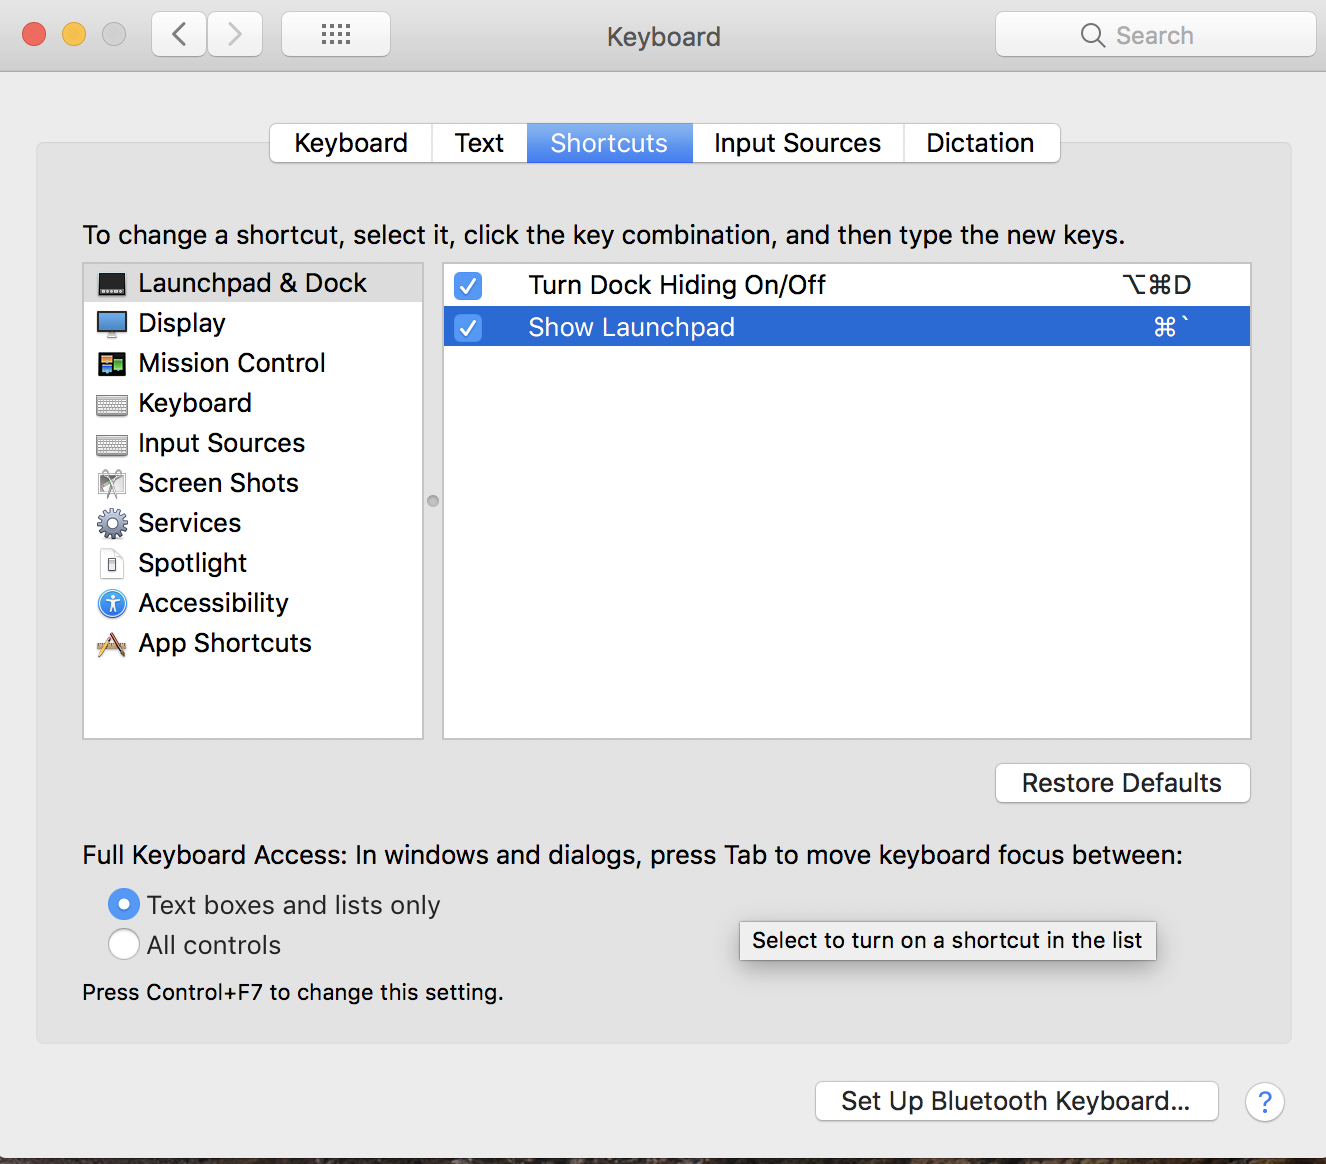 Keyboard
Search
Keyboard
Text
Shortcuts
Input Sources
Dictation
To change a shortcut, select it, click the key combination, and then type the new keys.
Launchpad & Dock
Display
Mission Control
Keyboard
Input Sources
Screen Shots
Services
Spotlight
Accessibility
App Shortcuts
Turn Dock Hiding On/Off ⌥⌘D
Show Launchpad ⌘`
Restore Defaults
Full Keyboard Access: In windows and dialogs, press Tab to move keyboard focus between:
Text boxes and lists only
All controls
Select to turn on a shortcut in the list
Press Control+F7 to change this setting.
Set Up Bluetooth Keyboard...
?